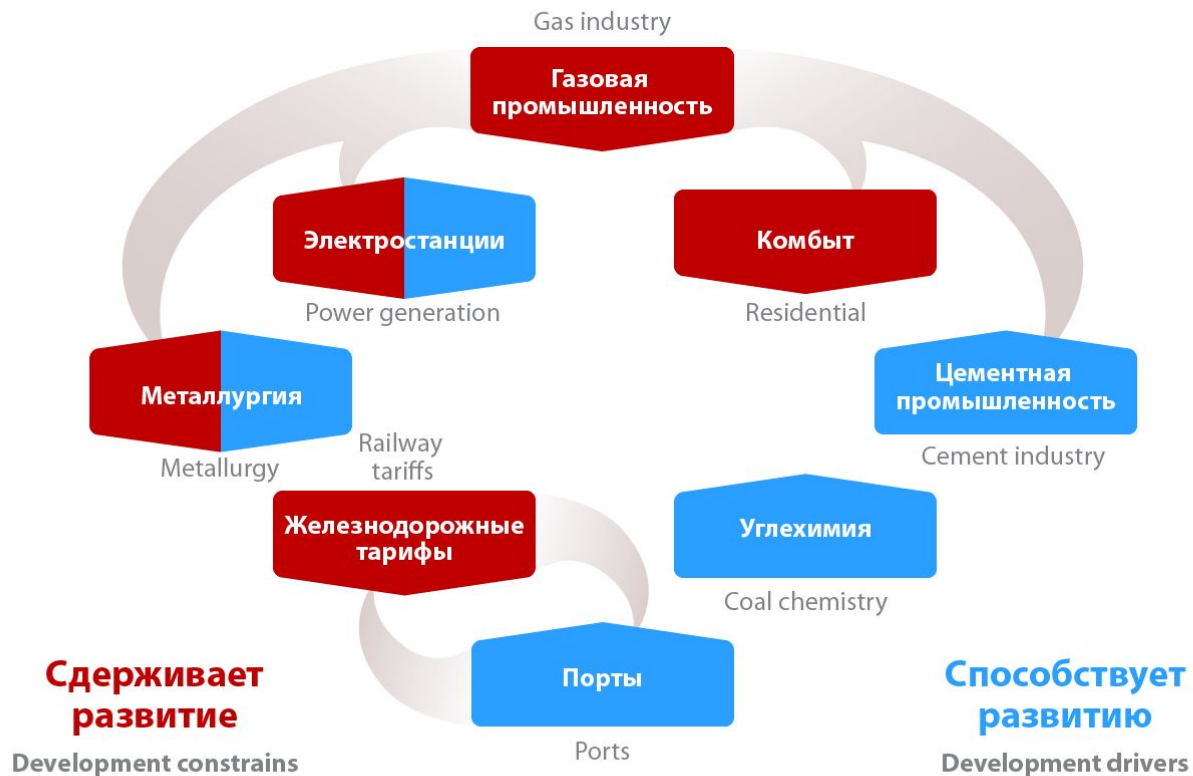 Gas industry
Газовая
промышленность
Электростанции
Power generation
Комбыт
Residential
Металлургия
Metallurgy
Цементная
промышленность
Cement industry
Railway
tariffs
Железнодорожные
тарифы
Углехимия
Coal chemistry
Порты
Ports
Сдерживает
развитие
Development constrains
Способствует
развитию
Development drivers